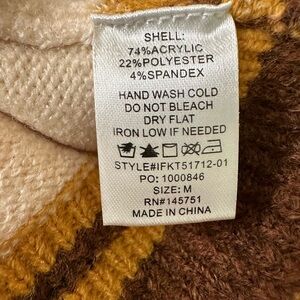 SHELL:
74%ACRYLIC
22%POLYESTER
4%SPANDEX
HAND WASH COLD
DO NOT BLEACH
DRY FLAT
IRON LOW IF NEEDED
STYLE#IFKT51712-01
PO: 1000846
SIZE: M
RN#145751
MADE IN CHINA